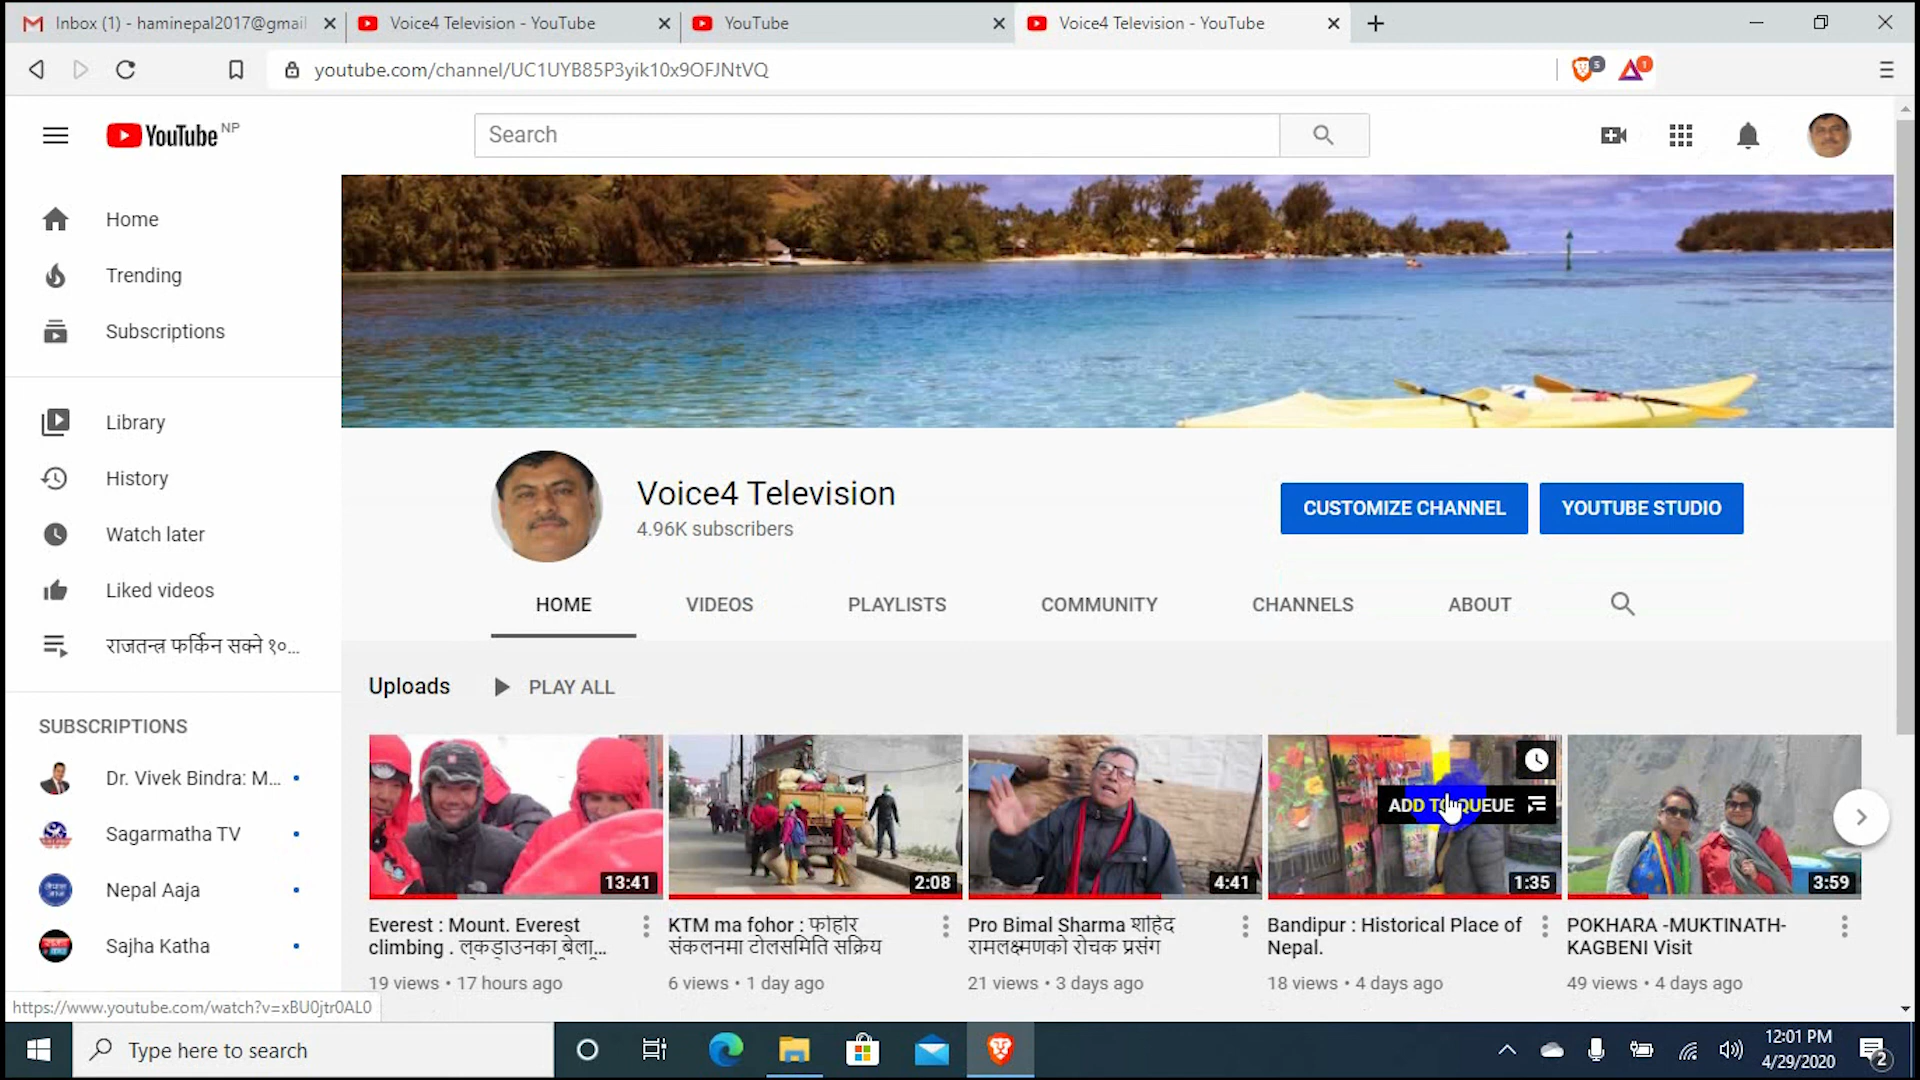 Inbox (1) - haminepal2017@gmai
Voice4 Television - YouTube
YouTube
Voice4 Television - YouTube
youtube.com/channel/UC1UYB85P3yik10x9OFJNtVQ
5
1
YouTube NP
Search
Home
Trending
Subscriptions
Library
History
Watch later
Liked videos
राजतन्त्र फर्किन सक्ने १०...
SUBSCRIPTIONS
Dr. Vivek Bindra: M...
Sagarmatha TV
Nepal Aaja
Sajha Katha
Voice4 Television
4.96K subscribers
CUSTOMIZE CHANNEL
YOUTUBE STUDIO
HOME
VIDEOS
PLAYLISTS
COMMUNITY
CHANNELS
ABOUT
Uploads
PLAY ALL
ADD TO QUEUE
13:41
2:08
4:41
1:35
3:59
Everest : Mount. Everest
climbing . लकडाउनका बेला...
19 views • 17 hours ago
KTM ma fohor : फोहोर
संकलनमा टोलसमिति सक्रिय
6 views • 1 day ago
Pro Bimal Sharma शहिद
रामलक्ष्मणको रोचक प्रसंग
21 views • 3 days ago
Bandipur : Historical Place of
Nepal.
18 views • 4 days ago
POKHARA -MUKTINATH-
KAGBENI Visit
49 views • 4 days ago
https://www.youtube.com/watch?v=xBU0jtr0AL0
Type here to search
12:01 PM
4/29/2020
2